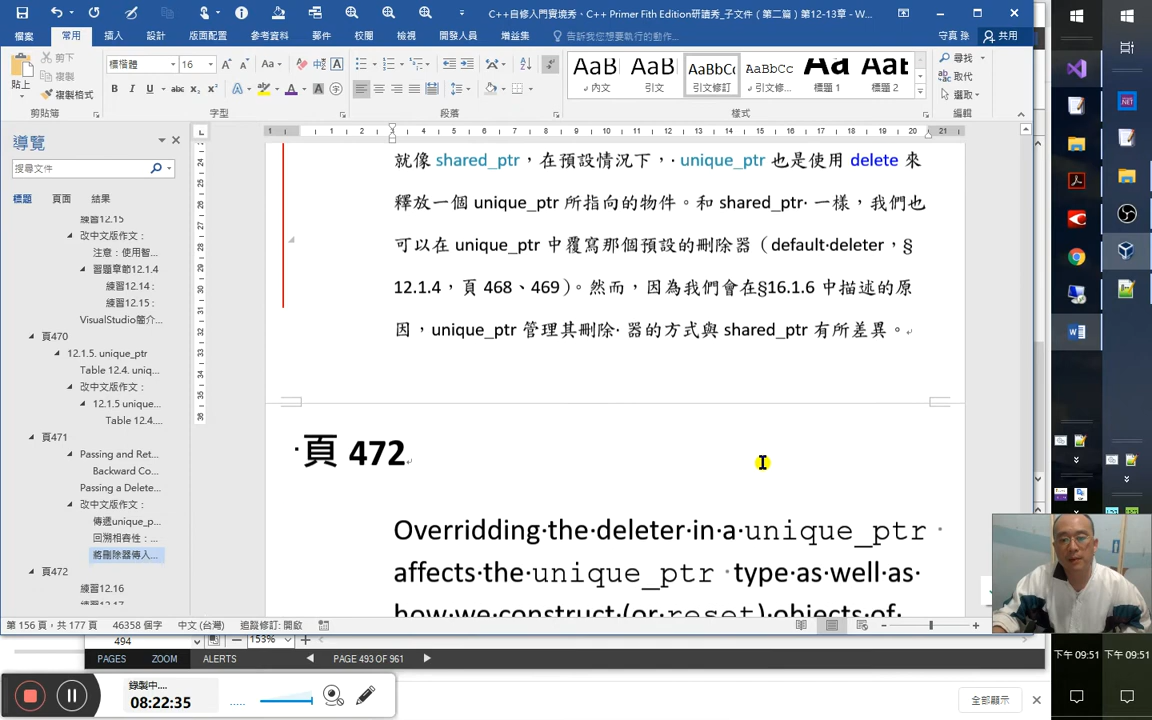 C++自修入門實境秀、C++ Primer Fith Edition研讀秀_子文件（第二篇）第12-13章 - W...
檔案 常用 插入 設計 版面配置 參考資料 郵件 校閱 檢視 開發人員 增益集 告訴我您想要執行的動作... 守真 孫 共用
剪下
複製
複製格式
貼上
標楷體 16
AaB 內文
AaB 引文
AaBbCc 引文修訂
AaBbCc 引文修...
AaB 標題 1
AaB 標題 2
尋找
取代
選取
剪貼簿 字型 段落 樣式 編輯
導覽
搜尋文件
標題 頁面 結果
練習12.15
改中文版作文：
注意：使用智...
習題章節12.1.4
練習12.14：
練習12.15：
VisualStudio簡介...
頁470
12.1.5. unique_ptr
Table 12.4. uniq...
改中文版作文：
12.1.5 unique...
Table 12.4....
頁471
Passing and Ret...
Backward Co...
Passing a Delete...
改中文版作文：
傳遞unique_p...
回溯相容性：...
將刪除器傳入...
頁472
練習12.16
就像 shared_ptr，在預設情況下， unique_ptr 也是使用 delete 來
釋放一個 unique_ptr 所指向的物件。和 shared_ptr 一樣，我們也
可以在 unique_ptr 中覆寫那個預設的刪除器（default deleter，§
12.1.4，頁 468、469）。然而，因為我們會在§16.1.6 中描述的原
因，unique_ptr 管理其刪除 器的方式與 shared_ptr 有所差異。
頁 472
Overridding the deleter in a unique_ptr
affects the unique_ptr type as well as
how we construct (or reset) objects of
第 156 頁，共 177 頁 46358 個字 中文 (台灣) 追蹤修訂: 開啟
494 153%
PAGES ZOOM ALERTS PAGE 493 OF 961
錄製中....
08:22:35
全部顯示
下午 09:51 下午 09:51